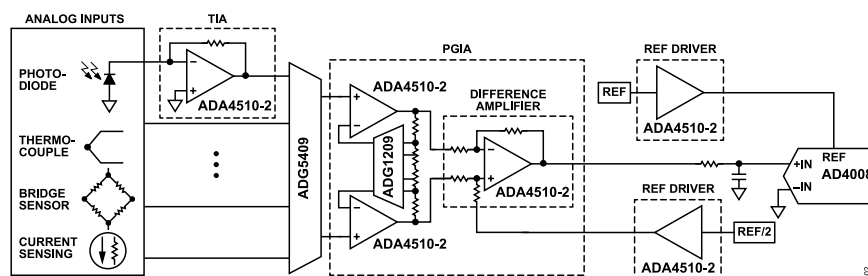 ANALOG INPUTS
TIA
PHOTO-
DIODE
−
+
ADA4510-2
THERMO-
COUPLE
BRIDGE
SENSOR
CURRENT
SENSING
ADG5409
PGIA
ADA4510-2
+
−
ADG1209
−
+
ADA4510-2
DIFFERENCE
AMPLIFIER
−
+
ADA4510-2
REF DRIVER
REF
ADA4510-2
REF
+IN
−IN
AD4008
REF DRIVER
REF/2
ADA4510-2